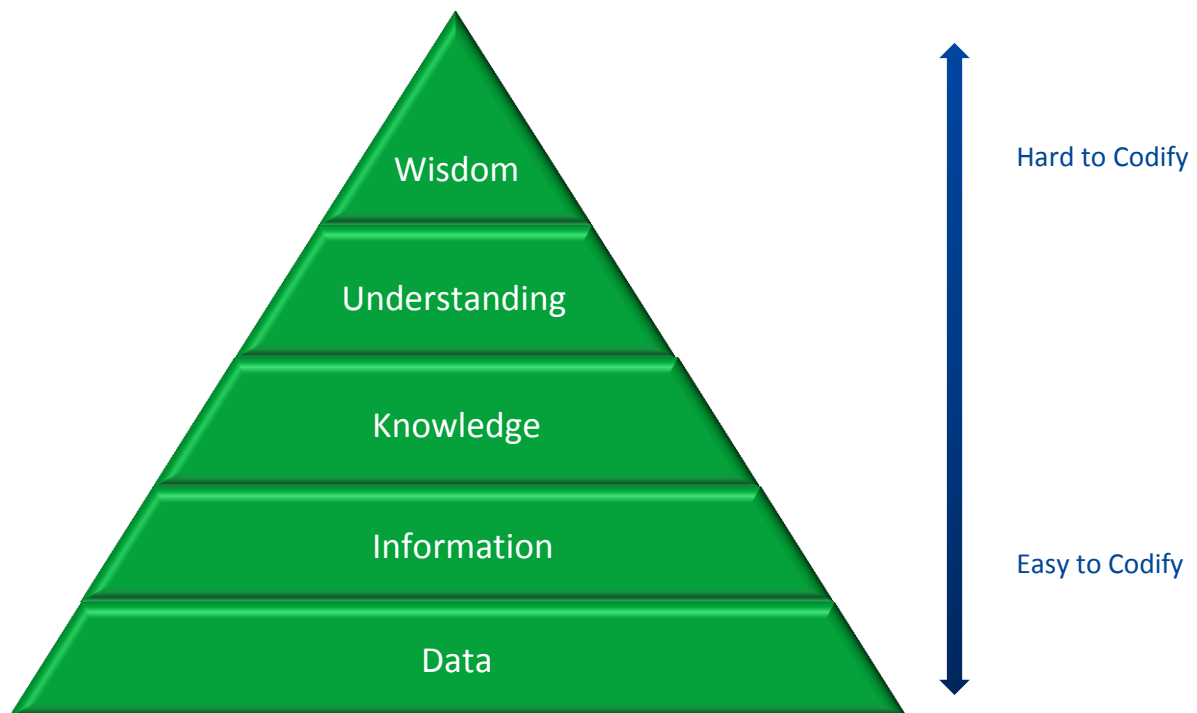 Wisdom
Hard to Codify
Understanding
Knowledge
Information
Easy to Codify
Data